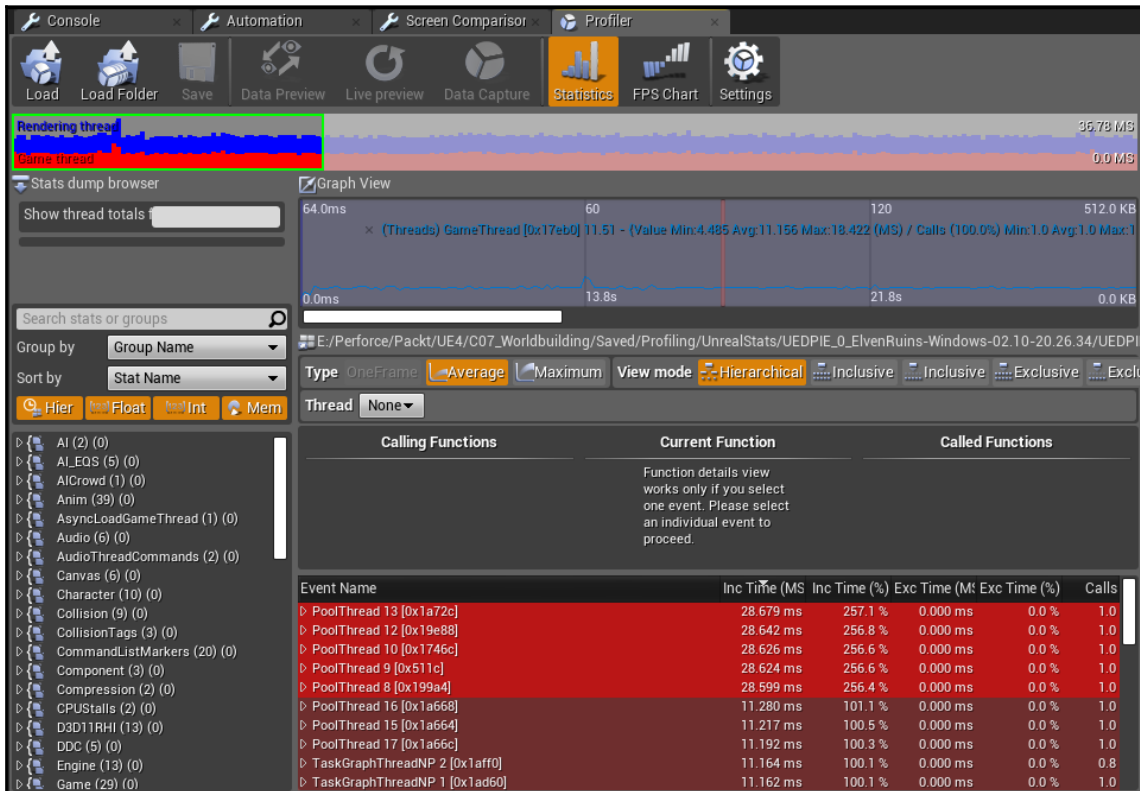 Console
Automation
Screen Comparisor
Profiler
Load
Load Folder
Save
Data Preview
Live preview
Data Capture
Statistics
FPS Chart
Settings
Rendering thread
36.78 MS
Game thread
0.0 MS
Stats dump browser
Show thread totals f
Search stats or groups
Group by Group Name
Sort by Stat Name
Hier Float Int Mem
AI (2) (0)
AI_EQS (5) (0)
AICrowd (1) (0)
Anim (39) (0)
AsyncLoadGameThread (1) (0)
Audio (6) (0)
AudioThreadCommands (2) (0)
Canvas (6) (0)
Character (10) (0)
Collision (9) (0)
CollisionTags (3) (0)
CommandListMarkers (20) (0)
Component (3) (0)
Compression (2) (0)
CPUStalls (2) (0)
D3D11RHI (13) (0)
DDC (5) (0)
Engine (13) (0)
Game (29) (0)
Graph View
64.0ms 60 120 512.0 KB
(Threads) GameThread [0x17eb0] 11.51 - (Value Min:4.485 Avg:11.156 Max:18.422 (MS) / Calls (100.0%) Min:1.0 Avg:1.0 Max:1
0.0ms 13.8s 21.8s 0.0 KB
E:/Perforce/Packt/UE4/C07_Worldbuilding/Saved/Profiling/UnrealStats/UEDPIE_0_ElvenRuins-Windows-02.10-20.26.34/UEDPI
Type OneFrame Average Maximum View mode Hierarchical Inclusive Inclusive Exclusive Exclu
Thread None
Calling Functions Current Function Called Functions
Function details view
works only if you select
one event. Please select
an individual event to
proceed.
Event Name Inc Time (MS Inc Time (%) Exc Time (MS Exc Time (%) Calls
PoolThread 13 [0x1a72c] 28.679 ms 257.1 % 0.000 ms 0.0 % 1.0
PoolThread 12 [0x19e88] 28.642 ms 256.8 % 0.000 ms 0.0 % 1.0
PoolThread 10 [0x1746c] 28.626 ms 256.6 % 0.000 ms 0.0 % 1.0
PoolThread 9 [0x511c] 28.624 ms 256.6 % 0.000 ms 0.0 % 1.0
PoolThread 8 [0x199a4] 28.599 ms 256.4 % 0.000 ms 0.0 % 1.0
PoolThread 16 [0x1a668] 11.280 ms 101.1 % 0.000 ms 0.0 % 1.0
PoolThread 15 [0x1a664] 11.217 ms 100.5 % 0.000 ms 0.0 % 1.0
PoolThread 17 [0x1a66c] 11.192 ms 100.3 % 0.000 ms 0.0 % 1.0
TaskGraphThreadNP 2 [0x1aff0] 11.164 ms 100.1 % 0.000 ms 0.0 % 0.8
TaskGraphThreadNP 1 [0x1ad60] 11.162 ms 100.1 % 0.000 ms 0.0 % 1.0